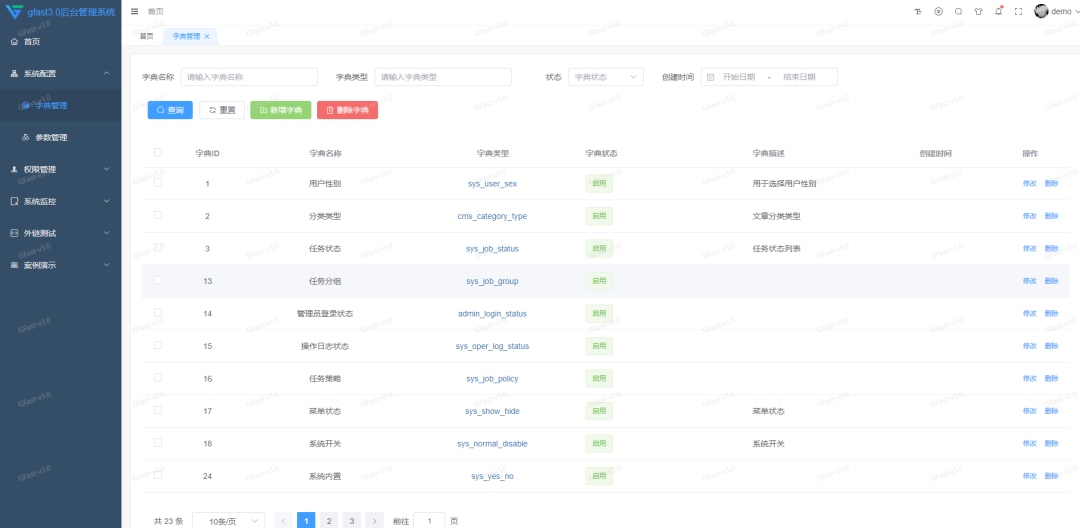 gfast3.0后台管理系统
首页
demo
首页
首页
字典管理
系统配置
字典管理
参数管理
权限管理
系统监控
外链测试
案例演示
字典名称 请输入字典名称 字典类型 请输入字典类型 状态 字典状态 创建时间 开始日期 - 结束日期
查询 重置 新增字典 删除字典
字典ID 字典名称 字典类型 字典状态 字典描述 创建时间 操作
1 用户性别 sys_user_sex 启用 用于选择用户性别 修改 删除
2 分类类型 cms_category_type 启用 文章分类类型 修改 删除
3 任务状态 sys_job_status 启用 任务状态列表 修改 删除
13 任务分组 sys_job_group 启用 修改 删除
14 管理员登录状态 admin_login_status 启用 修改 删除
15 操作日志状态 sys_oper_log_status 启用 修改 删除
16 任务策略 sys_job_policy 启用 修改 删除
17 菜单状态 sys_show_hide 启用 菜单状态 修改 删除
18 系统开关 sys_normal_disable 启用 系统开关 修改 删除
24 系统内置 sys_yes_no 启用 修改 删除
共 23 条 10条/页 1 2 3 前往 1 页
GFast-v3.0